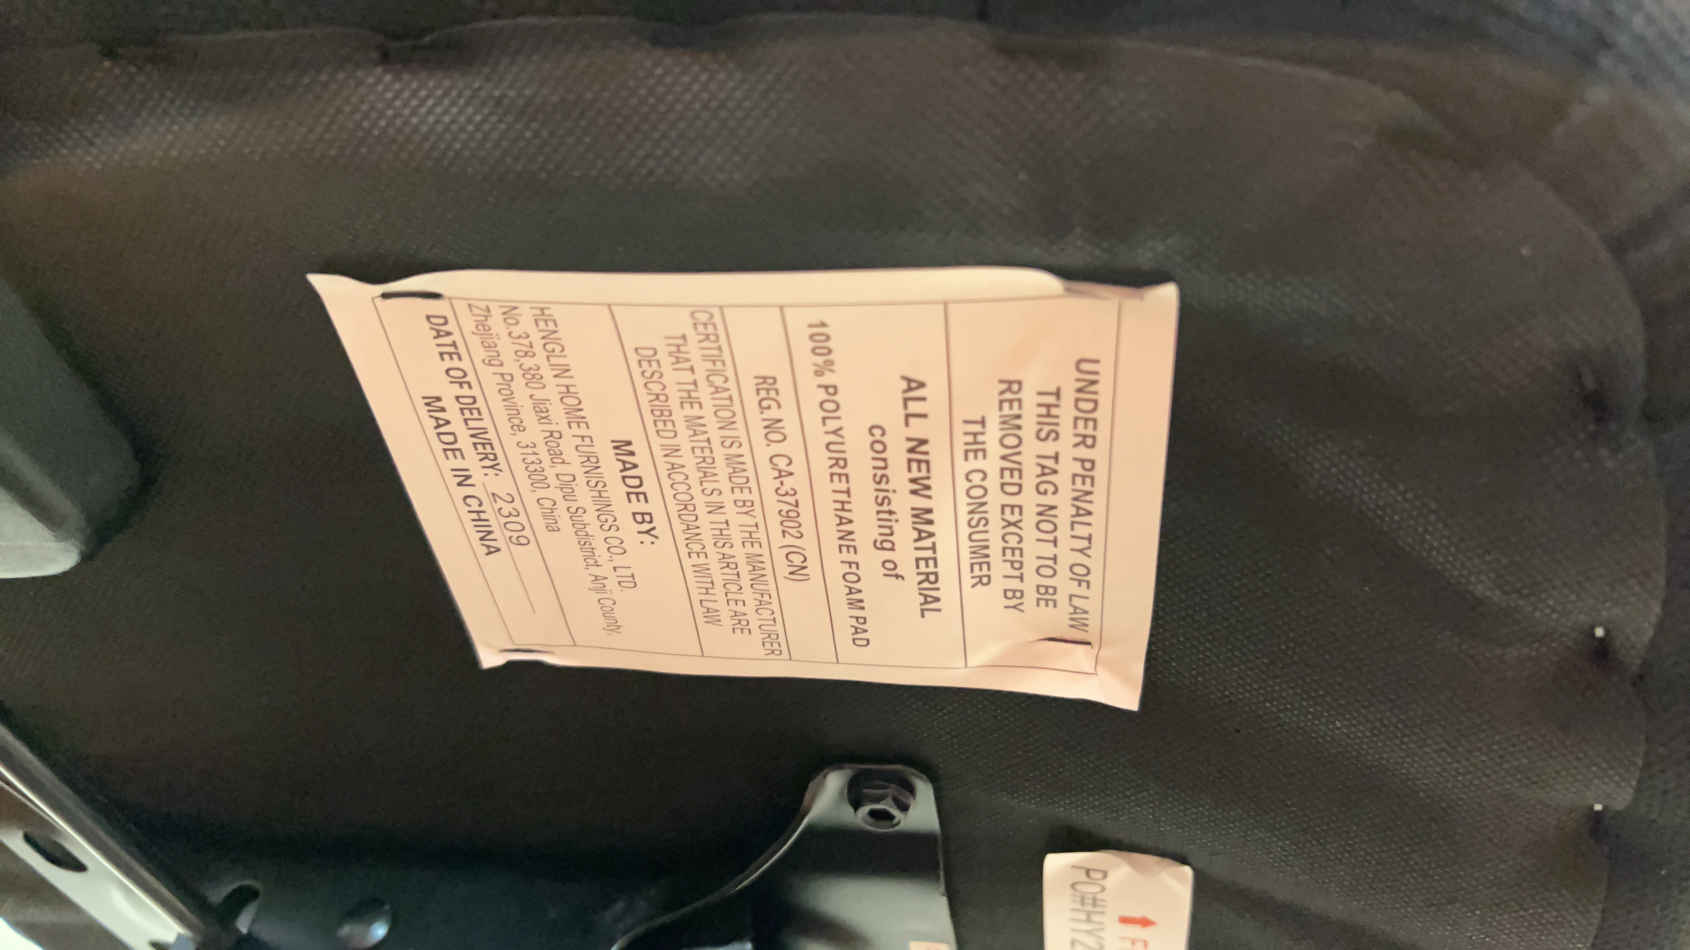 UNDER PENALTY OF LAW
THIS TAG NOT TO BE
REMOVED EXCEPT BY
THE CONSUMER
ALL NEW MATERIAL
consisting of
100% POLYURETHANE FOAM PAD
REG. NO. CA-37902 (CN)
CERTIFICATION IS MADE BY THE MANUFACTURER
THAT THE MATERIALS IN THIS ARTICLE ARE
DESCRIBED IN ACCORDANCE WITH LAW
MADE BY:
HENGLIN HOME FURNISHINGS CO., LTD.
No.378,380 Jiaxi Road, Dipu Subdistrict, Anji County,
Zhejiang Province, 313300, China
DATE OF DELIVERY: 2309
MADE IN CHINA
↑ F
PO#HY2